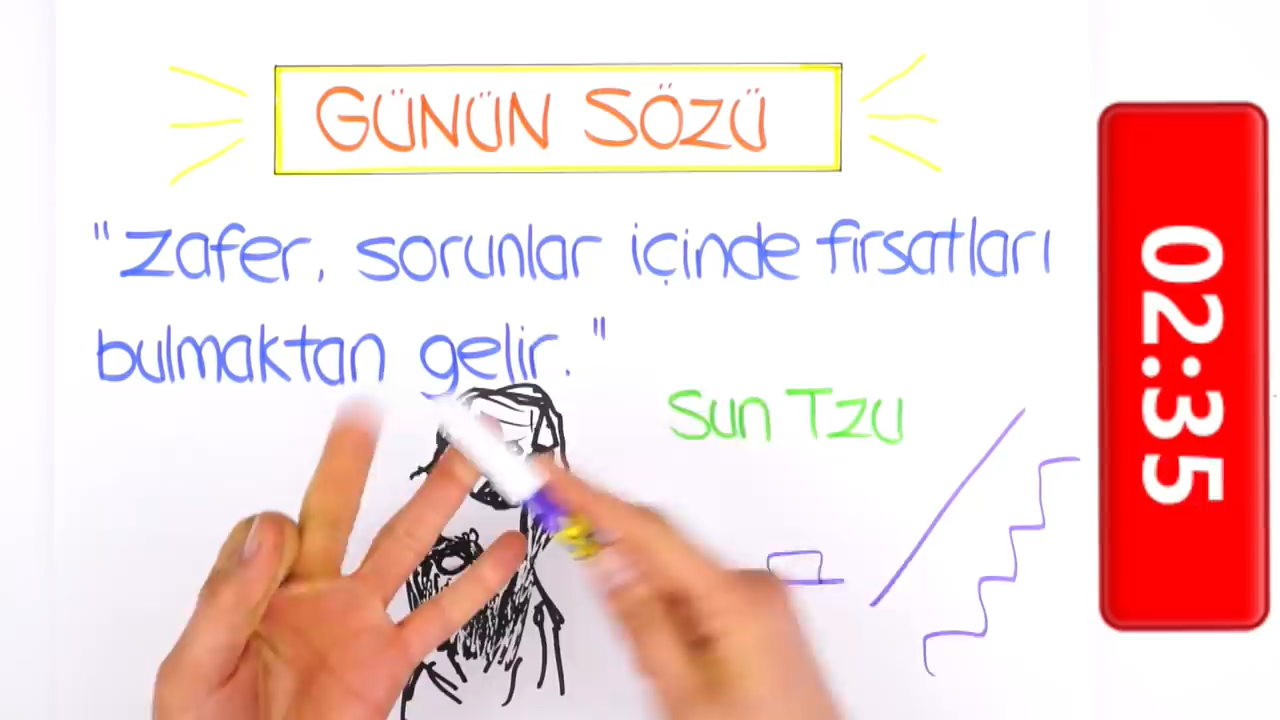 GÜNÜN SÖZÜ
"Zafer, sorunlar içinde fırsatları
bulmaktan gelir."
Sun Tzu
02:35